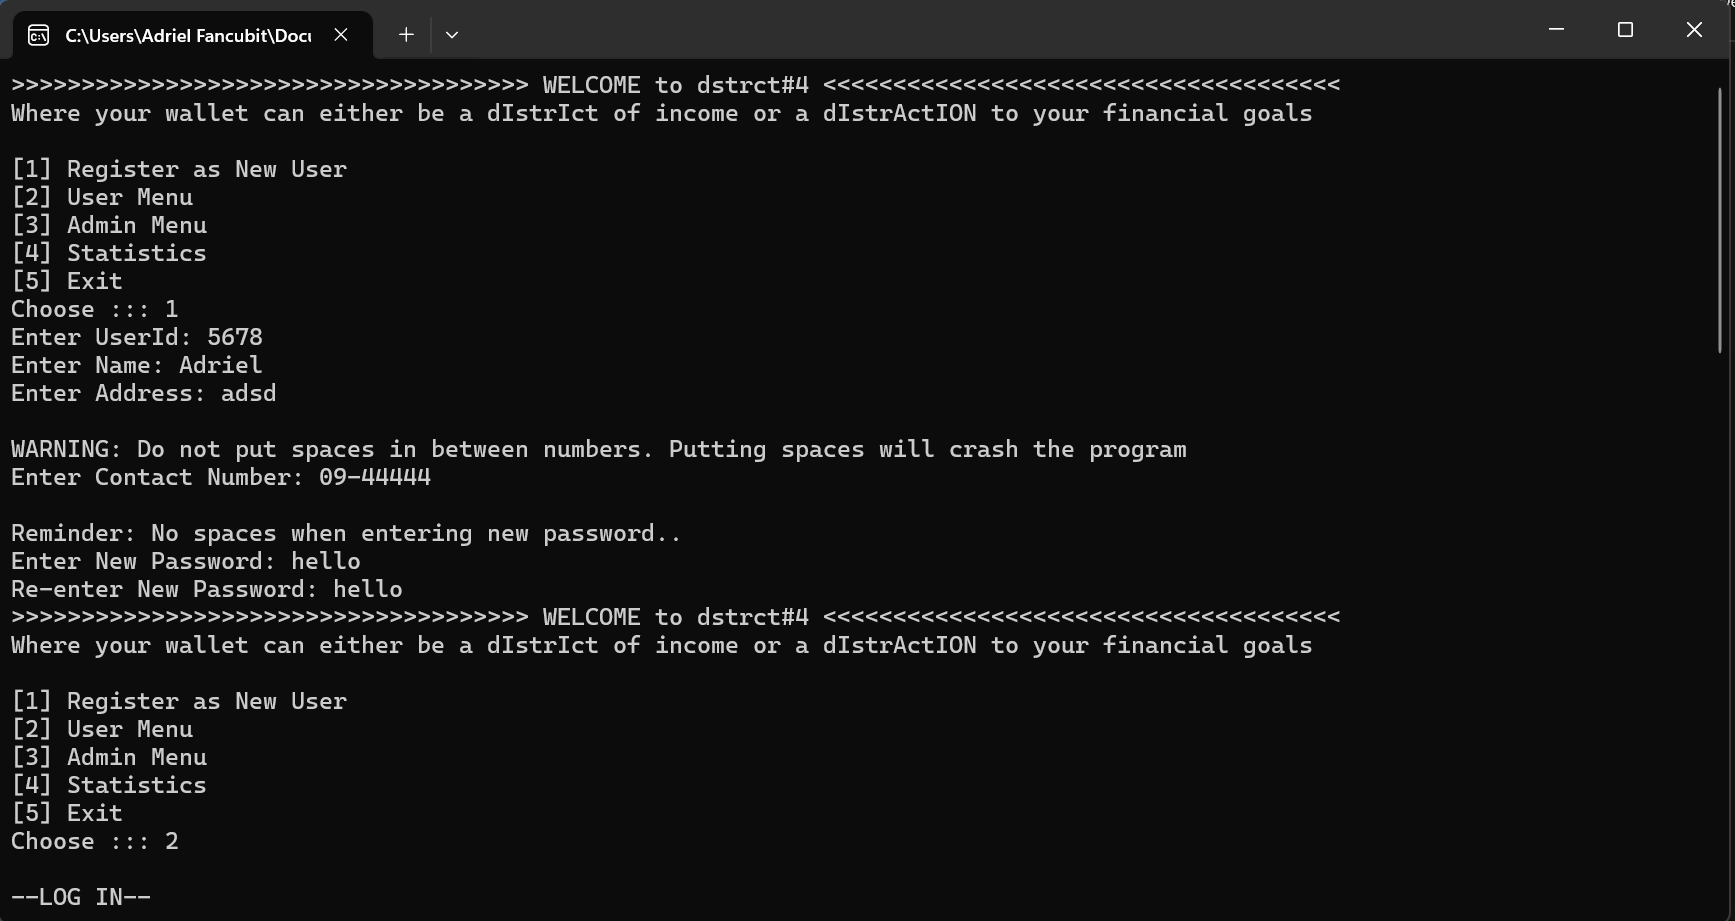 C:\Users\Adriel Fancubit\Docu
>>>>>>>>>>>>>>>>>>>>>>>>>>>>>>>>>>>>> WELCOME to dstrct#4 <<<<<<<<<<<<<<<<<<<<<<<<<<<<<<<<<<<<<
Where your wallet can either be a dIstrIct of income or a dIstrActION to your financial goals
[1] Register as New User
[2] User Menu
[3] Admin Menu
[4] Statistics
[5] Exit
Choose ::: 1
Enter UserId: 5678
Enter Name: Adriel
Enter Address: adsd
WARNING: Do not put spaces in between numbers. Putting spaces will crash the program
Enter Contact Number: 09-44444
Reminder: No spaces when entering new password..
Enter New Password: hello
Re-enter New Password: hello
>>>>>>>>>>>>>>>>>>>>>>>>>>>>>>>>>>>>> WELCOME to dstrct#4 <<<<<<<<<<<<<<<<<<<<<<<<<<<<<<<<<<<<<
Where your wallet can either be a dIstrIct of income or a dIstrActION to your financial goals
[1] Register as New User
[2] User Menu
[3] Admin Menu
[4] Statistics
[5] Exit
Choose ::: 2
--LOG IN--